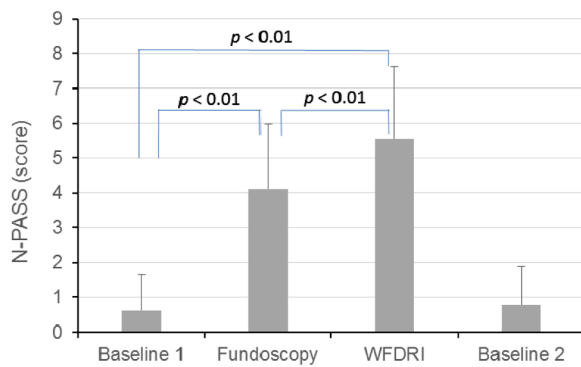 9
8
7
6
5
4
3
2
1
0
N-PASS (score)
p < 0.01
p < 0.01
p < 0.01
Baseline 1
Fundoscopy
WFDRI
Baseline 2